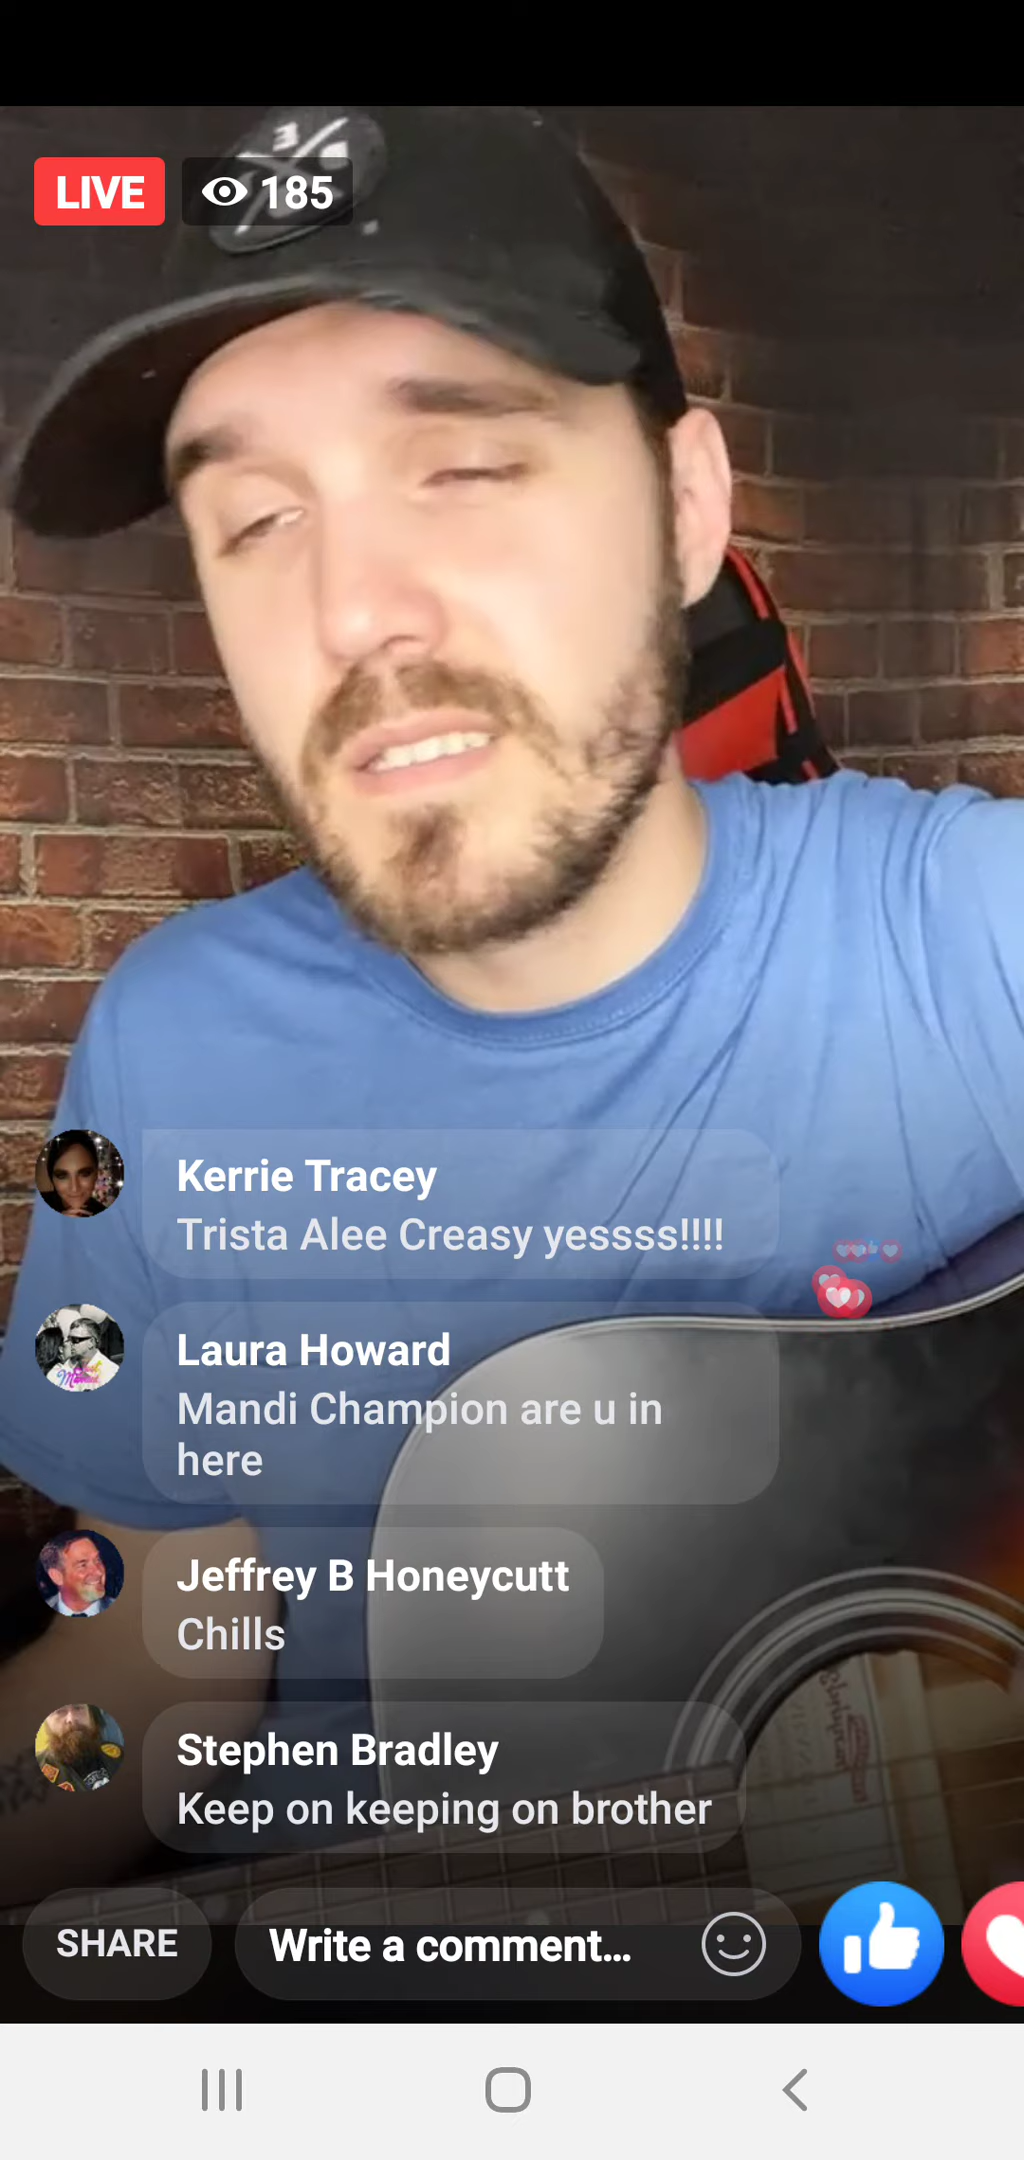 LIVE 185
Kerrie Tracey
Trista Alee Creasy yessss!!!!
Laura Howard
Mandi Champion are u in
here
Jeffrey B Honeycutt
Chills
Stephen Bradley
Keep on keeping on brother
SHARE Write a comment...